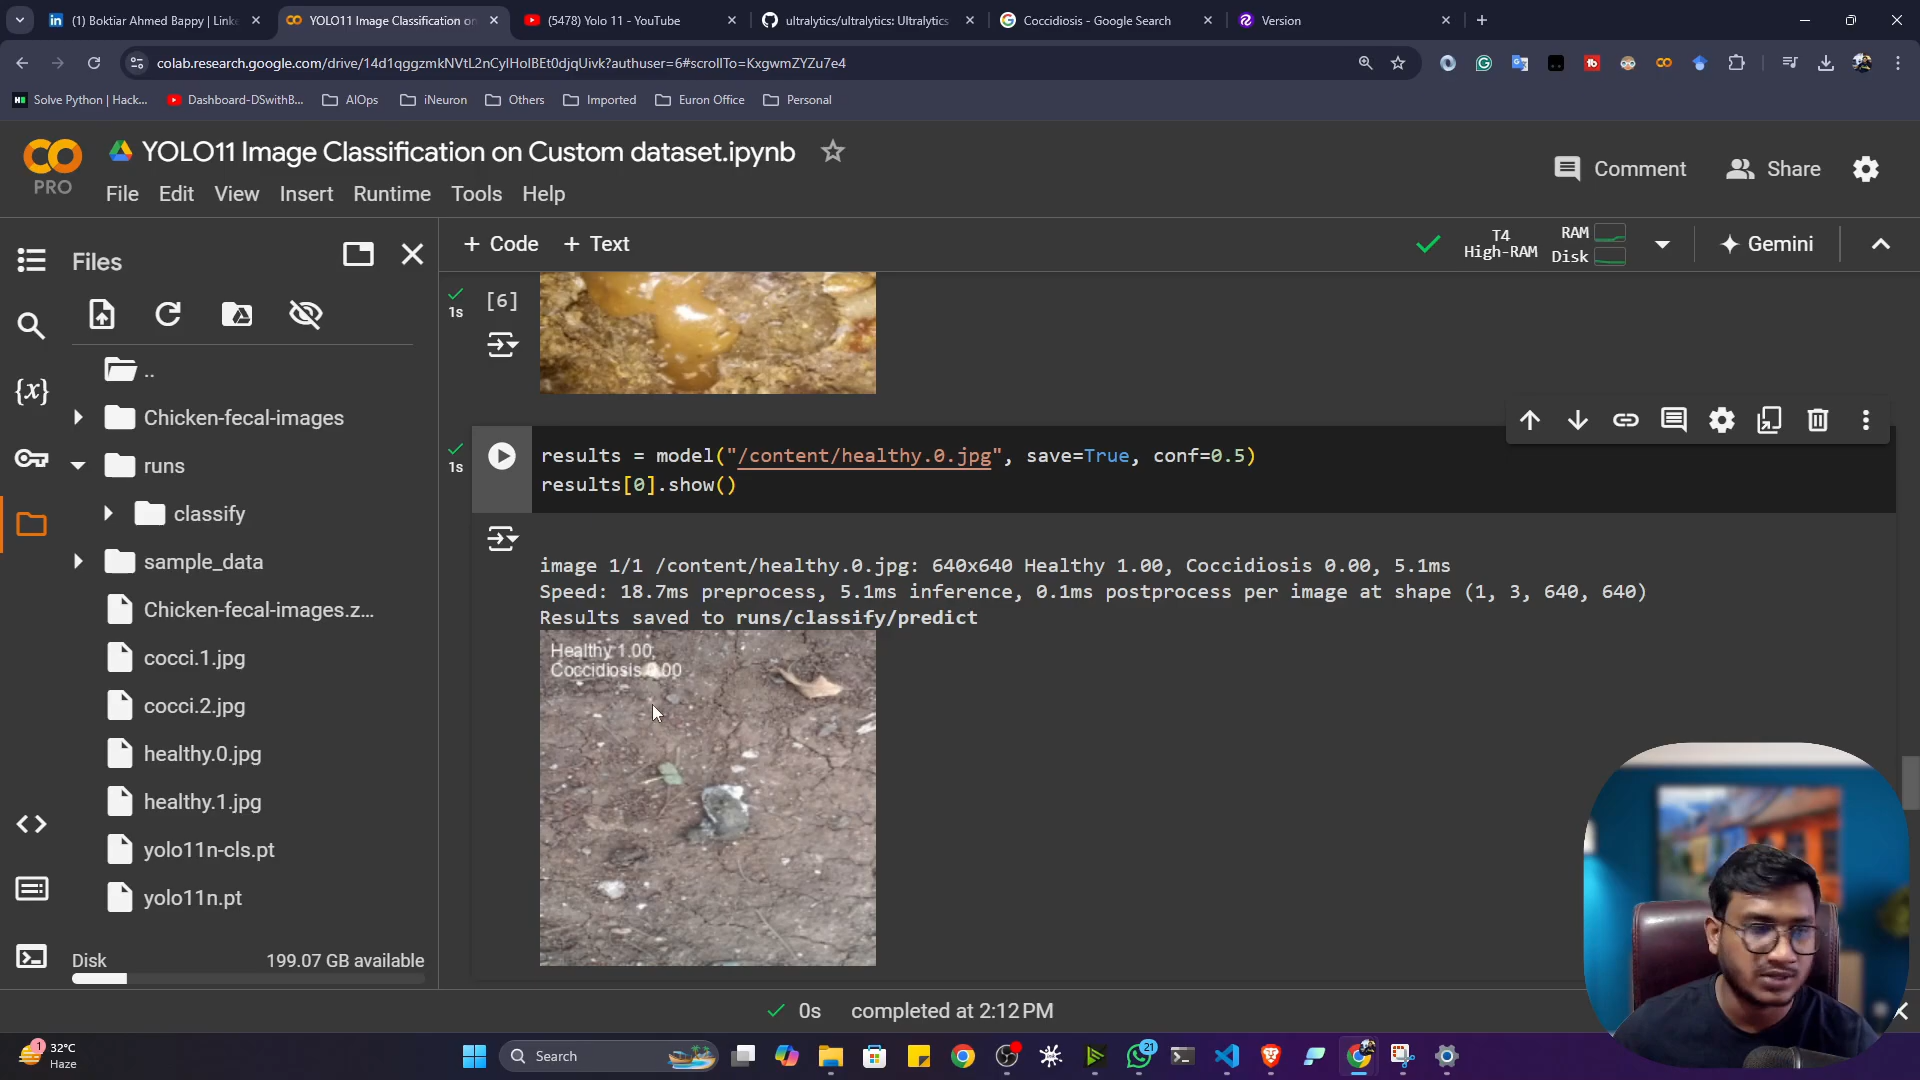 (1) Boktiar Ahmed Bappy | Linke
YOLO11 Image Classification on
(5478) Yolo 11 - YouTube
ultralytics/ultralytics: Ultralytics
Coccidiosis - Google Search
Version
colab.research.google.com/drive/14d1qggzmkNVtL2nCylHolBEt0djqUivk?authuser=6#scrollTo=KxgwmZYZu7e4
Solve Python | Hack...
Dashboard-DSwithB...
AIOps
iNeuron
Others
Imported
Euron Office
Personal
PRO
YOLO11 Image Classification on Custom dataset.ipynb
Comment
Share
File Edit View Insert Runtime Tools Help
Files
+ Code + Text
T4
High-RAM
RAM
Disk
Gemini
..
Chicken-fecal-images
runs
classify
sample_data
Chicken-fecal-images.z...
cocci.1.jpg
cocci.2.jpg
healthy.0.jpg
healthy.1.jpg
yolo11n-cls.pt
yolo11n.pt
Disk
199.07 GB available
1s
[6]
1s
results = model("/content/healthy.0.jpg", save=True, conf=0.5)
results[0].show()
image 1/1 /content/healthy.0.jpg: 640x640 Healthy 1.00, Coccidiosis 0.00, 5.1ms
Speed: 18.7ms preprocess, 5.1ms inference, 0.1ms postprocess per image at shape (1, 3, 640, 640)
Results saved to runs/classify/predict
Healthy 1.00,
Coccidiosis 0.00
0s completed at 2:12 PM
1
32°C
Haze
Search
21